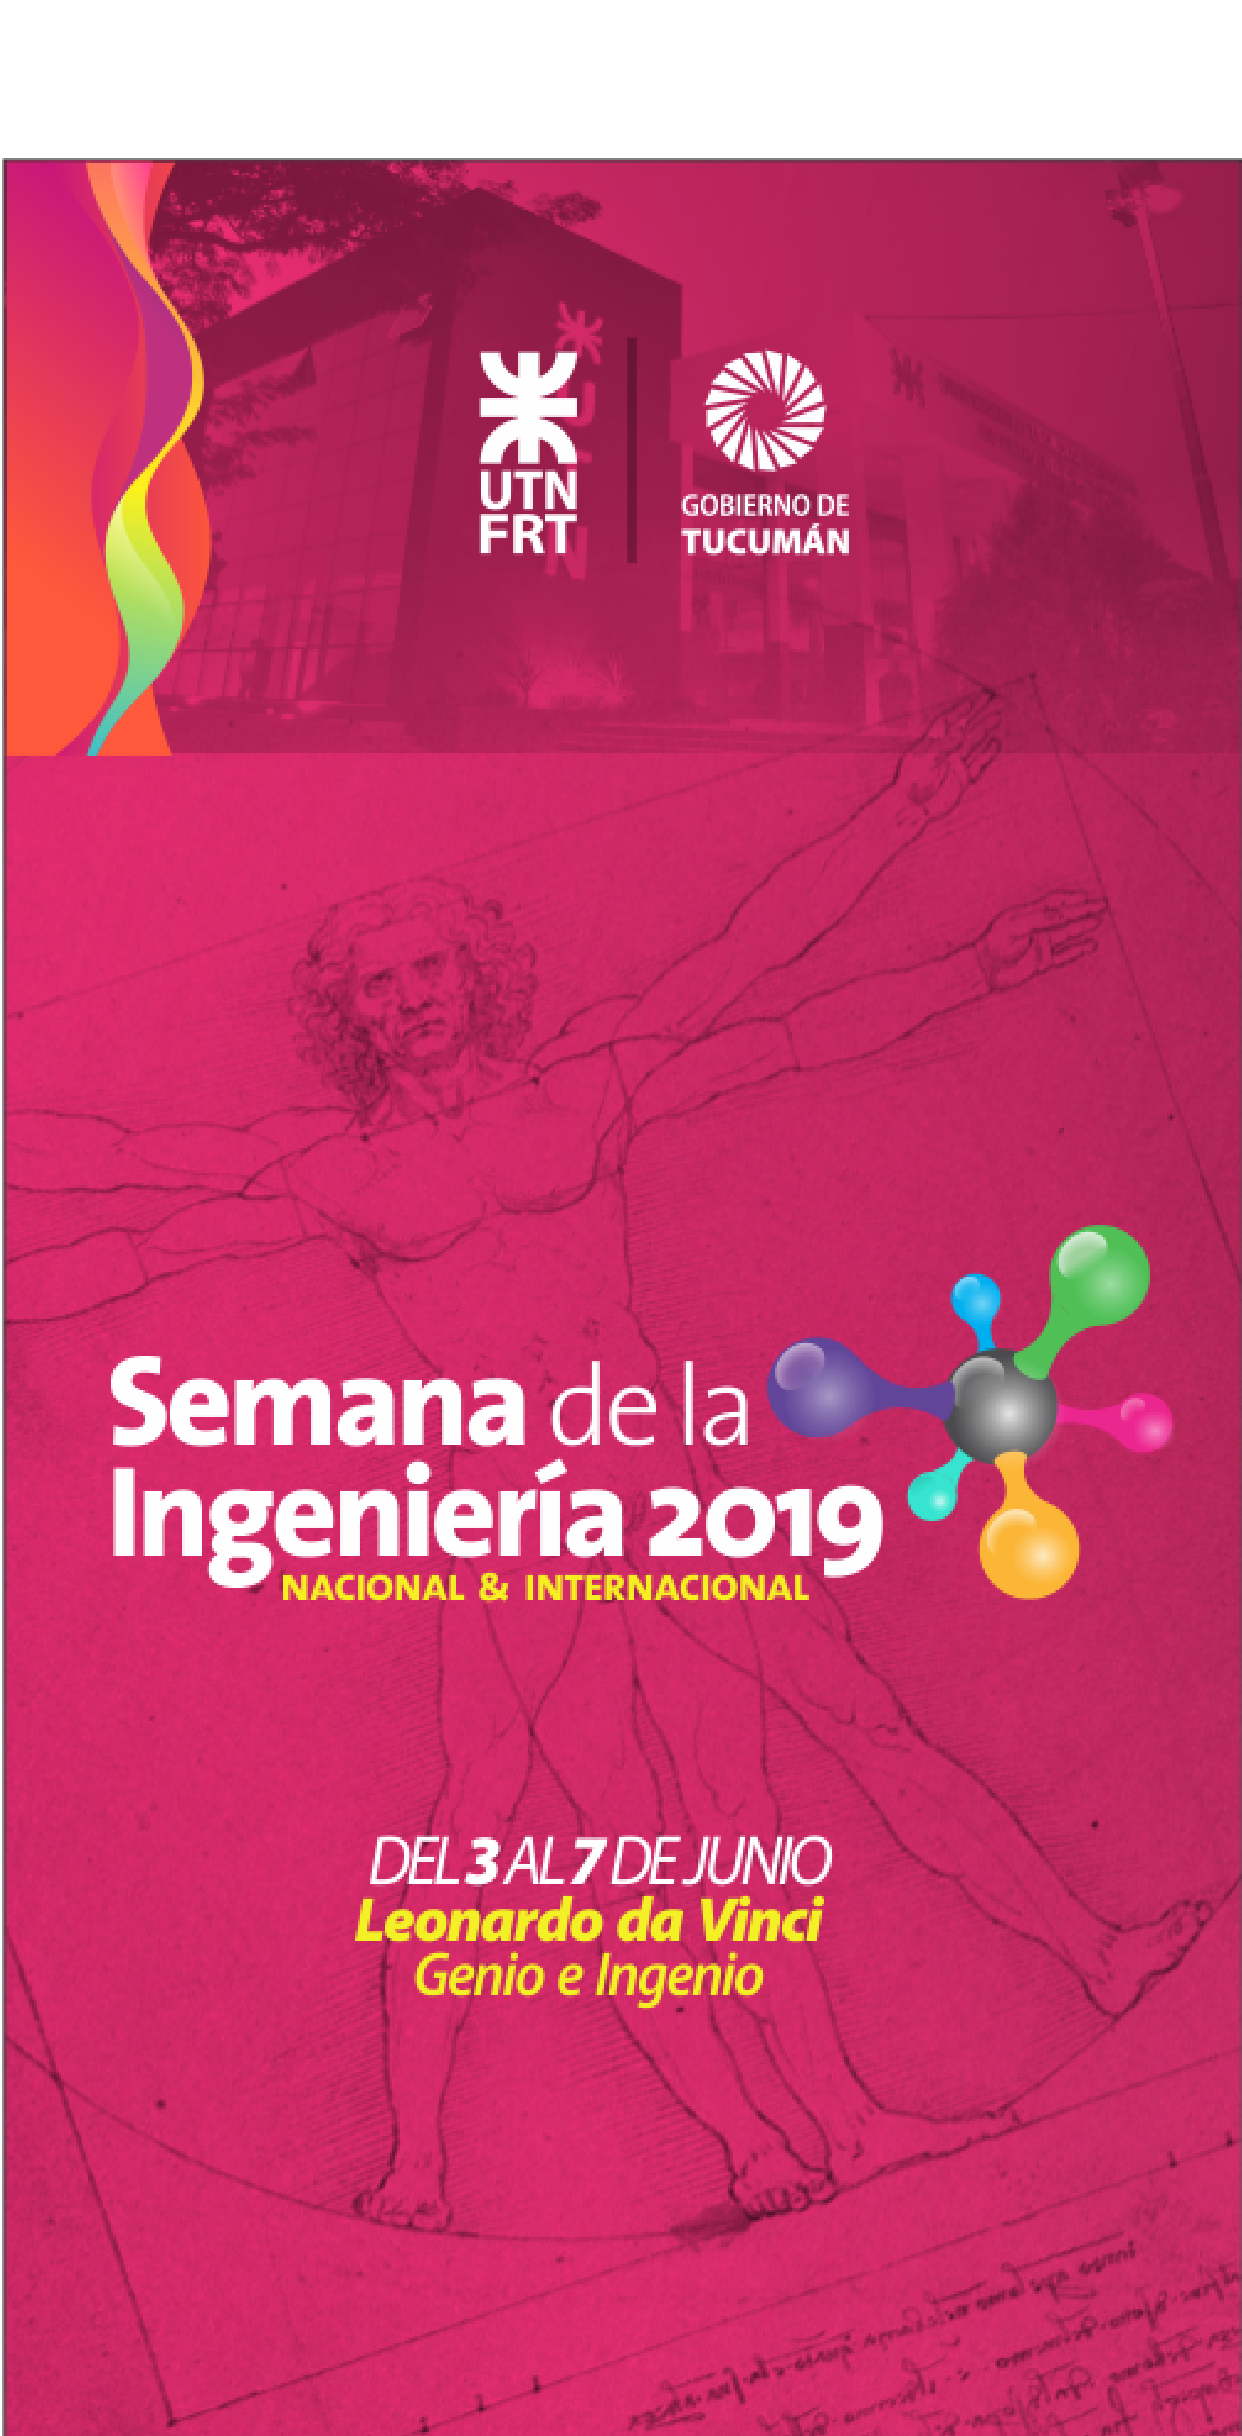 UTN
FRT
GOBIERNO DE
TUCUMÁN
Semana de la
Ingeniería 2019
NACIONAL & INTERNACIONAL
DEL 3 AL 7 DE JUNIO
Leonardo da Vinci
Genio e Ingenio